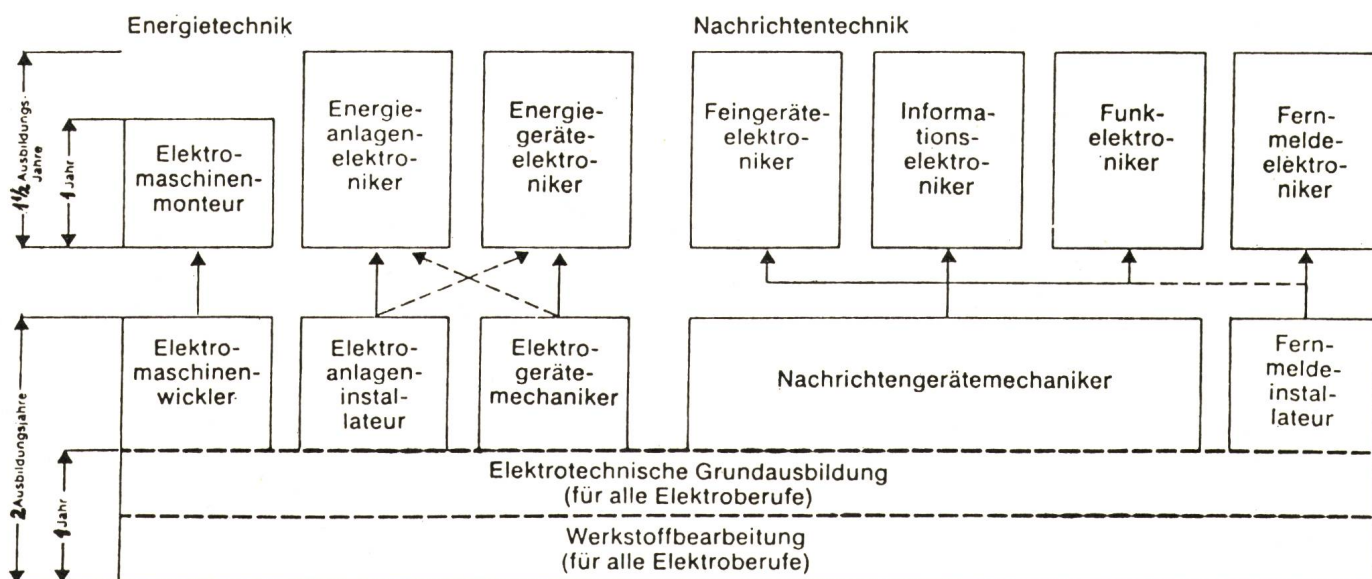 Energietechnik
Nachrichtentechnik
1½ Ausbildungs-
Jahre
1 Jahr
Elektro-
maschinen-
monteur
Energie-
anlagen-
elektro-
niker
Energie-
geräte-
elektro-
niker
Feingeräte-
elektro-
niker
Informa-
tions-
elektro-
niker
Funk-
elektro-
niker
Fern-
melde-
elektro-
niker
2 Ausbildungsjahre
1 Jahr
Elektro-
maschinen-
wickler
Elektro-
anlagen-
instal-
lateur
Elektro-
geräte-
mechaniker
Nachrichtengerätemechaniker
Fern-
melde-
instal-
lateur
Elektrotechnische Grundausbildung
(für alle Elektroberufe)
Werkstoffbearbeitung
(für alle Elektroberufe)